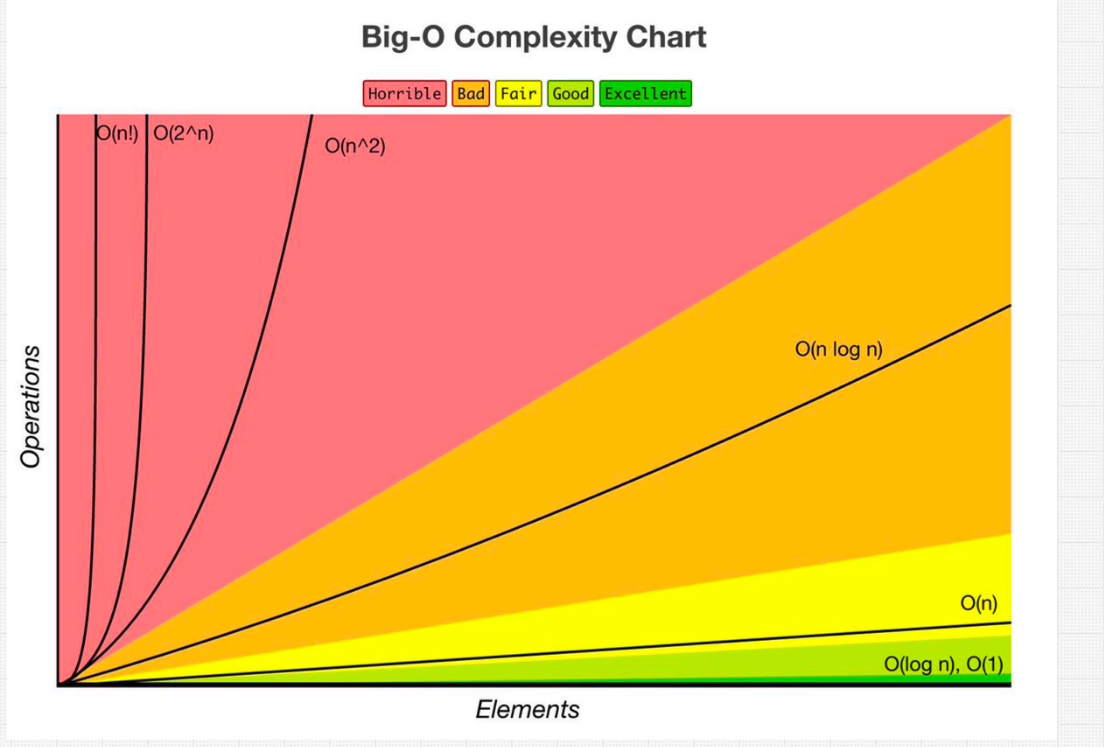 Big-O Complexity Chart
Horrible Bad Fair Good Excellent
O(n!) O(2^n)
O(n^2)
O(n log n)
O(n)
O(log n), O(1)
Operations
Elements